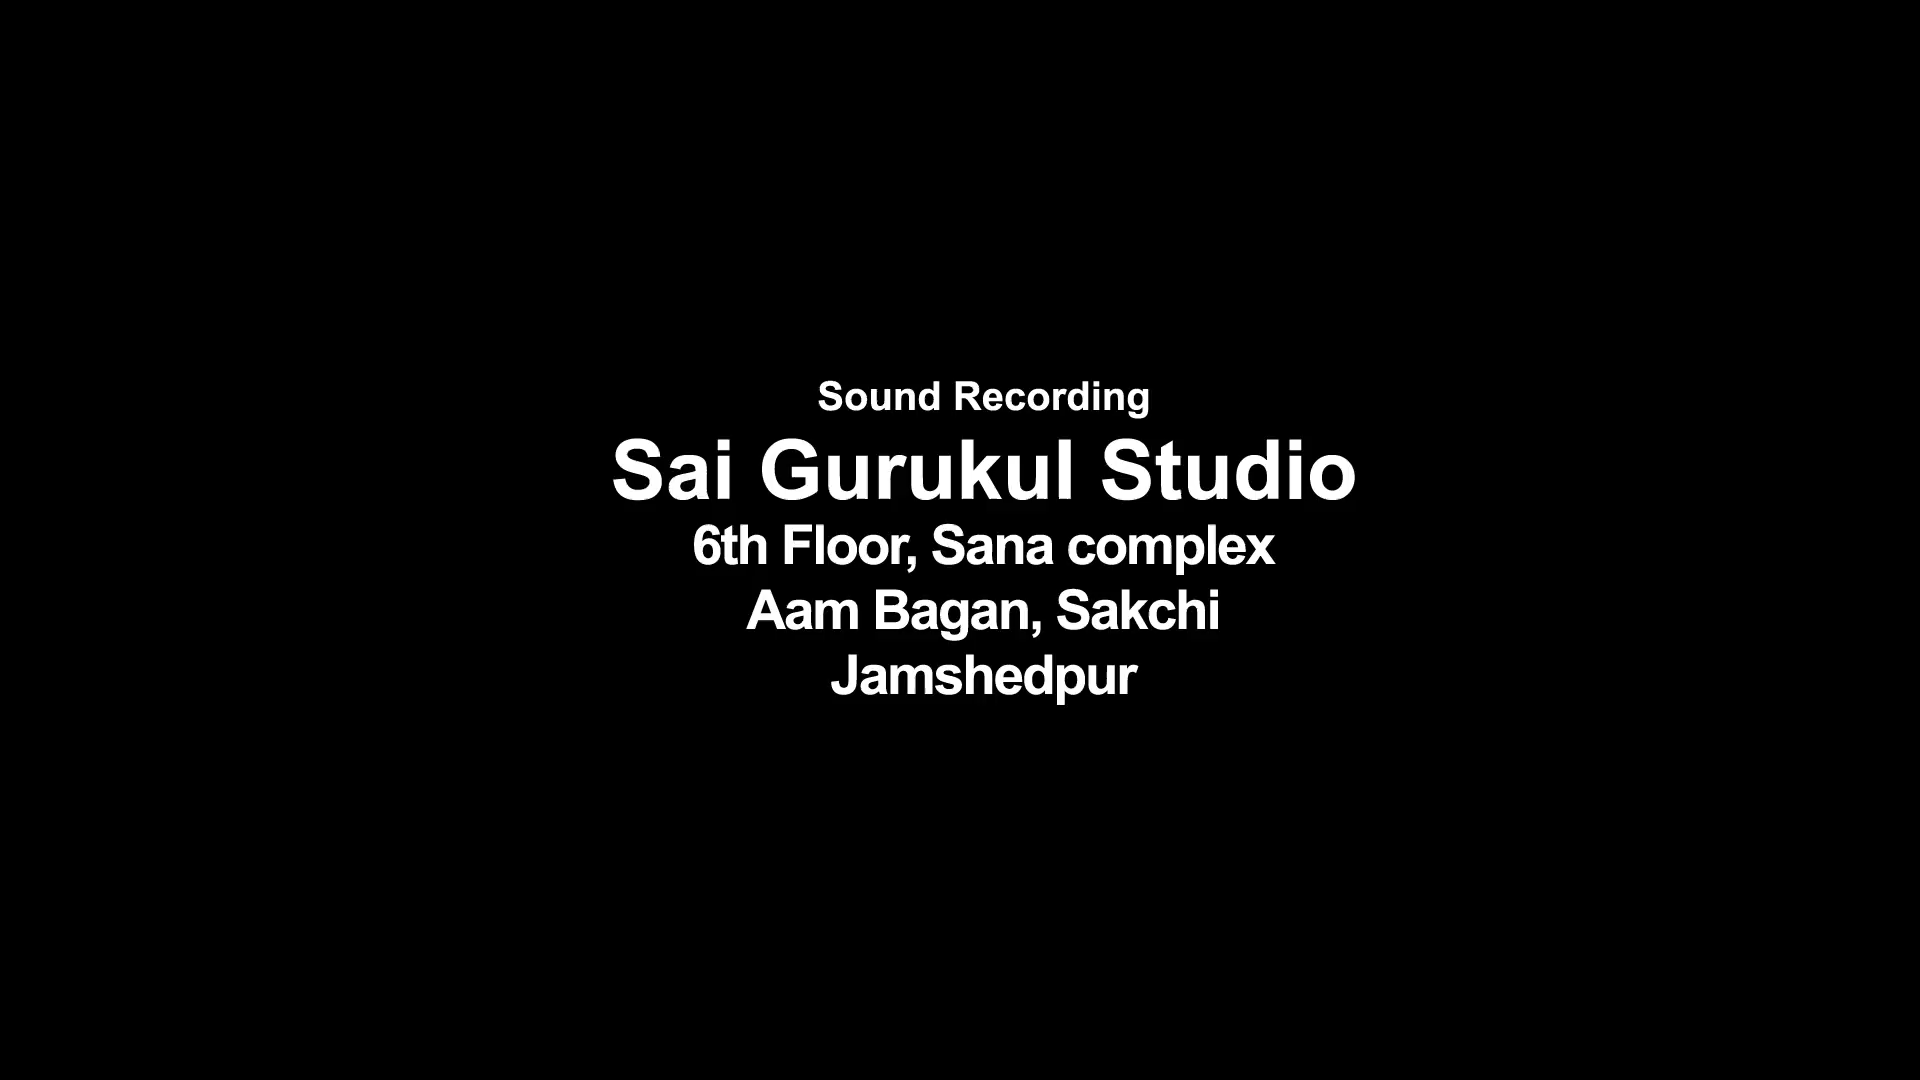 Sound Recording
Sai Gurukul Studio
6th Floor, Sana complex
Aam Bagan, Sakchi
Jamshedpur